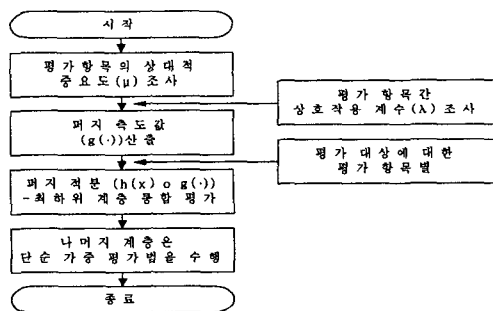 시작
평가항목의 상대적
중요도(μ)조사
평가 항목간
상호작용 계수(λ)조사
퍼지 측도값
(g(·))산출
평가 대상에 대한
평가 항목별
퍼지 적분 (h(x) o g(·))
-최하위 계층 통합 평가
나머지 계층은
단순 가중 평가법을 수행
종료